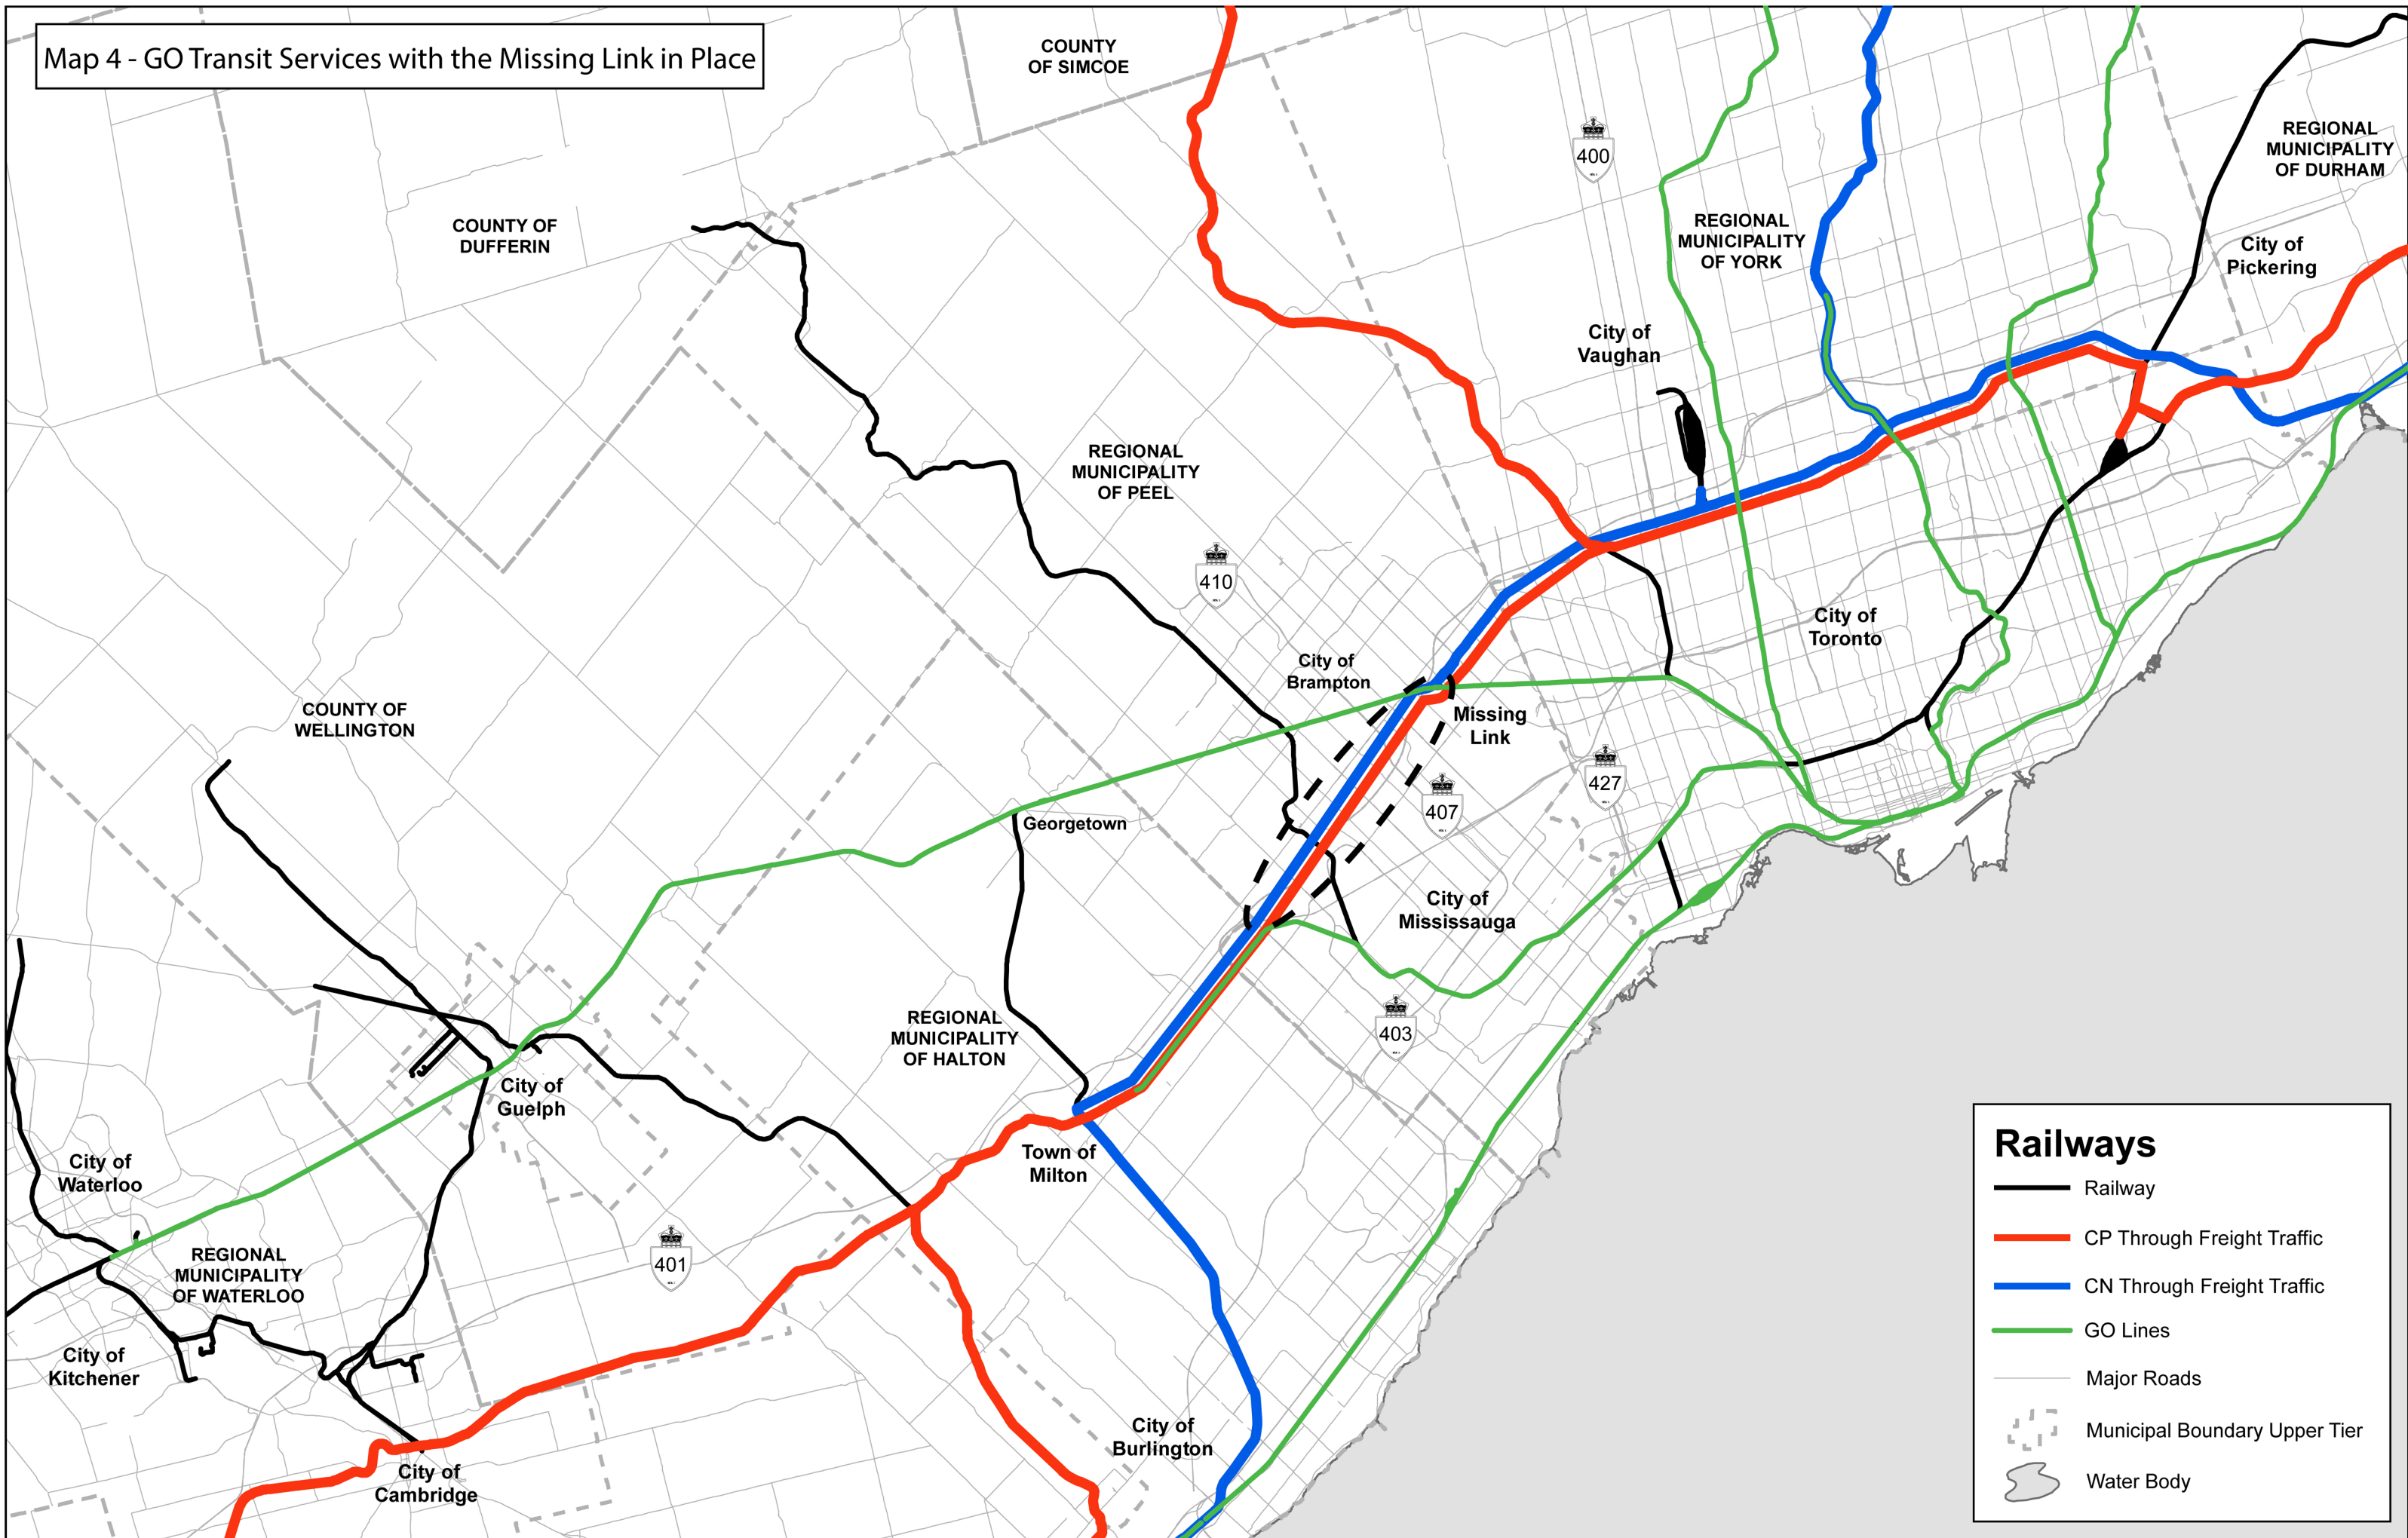 Map 4 - GO Transit Services with the Missing Link in Place
COUNTY
OF SIMCOE
400
REGIONAL
MUNICIPALITY
OF DURHAM
COUNTY OF
DUFFERIN
REGIONAL
MUNICIPALITY
OF YORK
City of
Pickering
City of
Vaughan
REGIONAL
MUNICIPALITY
OF PEEL
410
City of
Toronto
City of
Brampton
COUNTY OF
WELLINGTON
Missing
Link
427
407
Georgetown
City of
Mississauga
REGIONAL
MUNICIPALITY
OF HALTON
403
City of
Guelph
Town of
Milton
City of
Waterloo
REGIONAL
MUNICIPALITY
OF WATERLOO
401
City of
Kitchener
City of
Burlington
City of
Cambridge
Railways
Railway
CP Through Freight Traffic
CN Through Freight Traffic
GO Lines
Major Roads
Municipal Boundary Upper Tier
Water Body